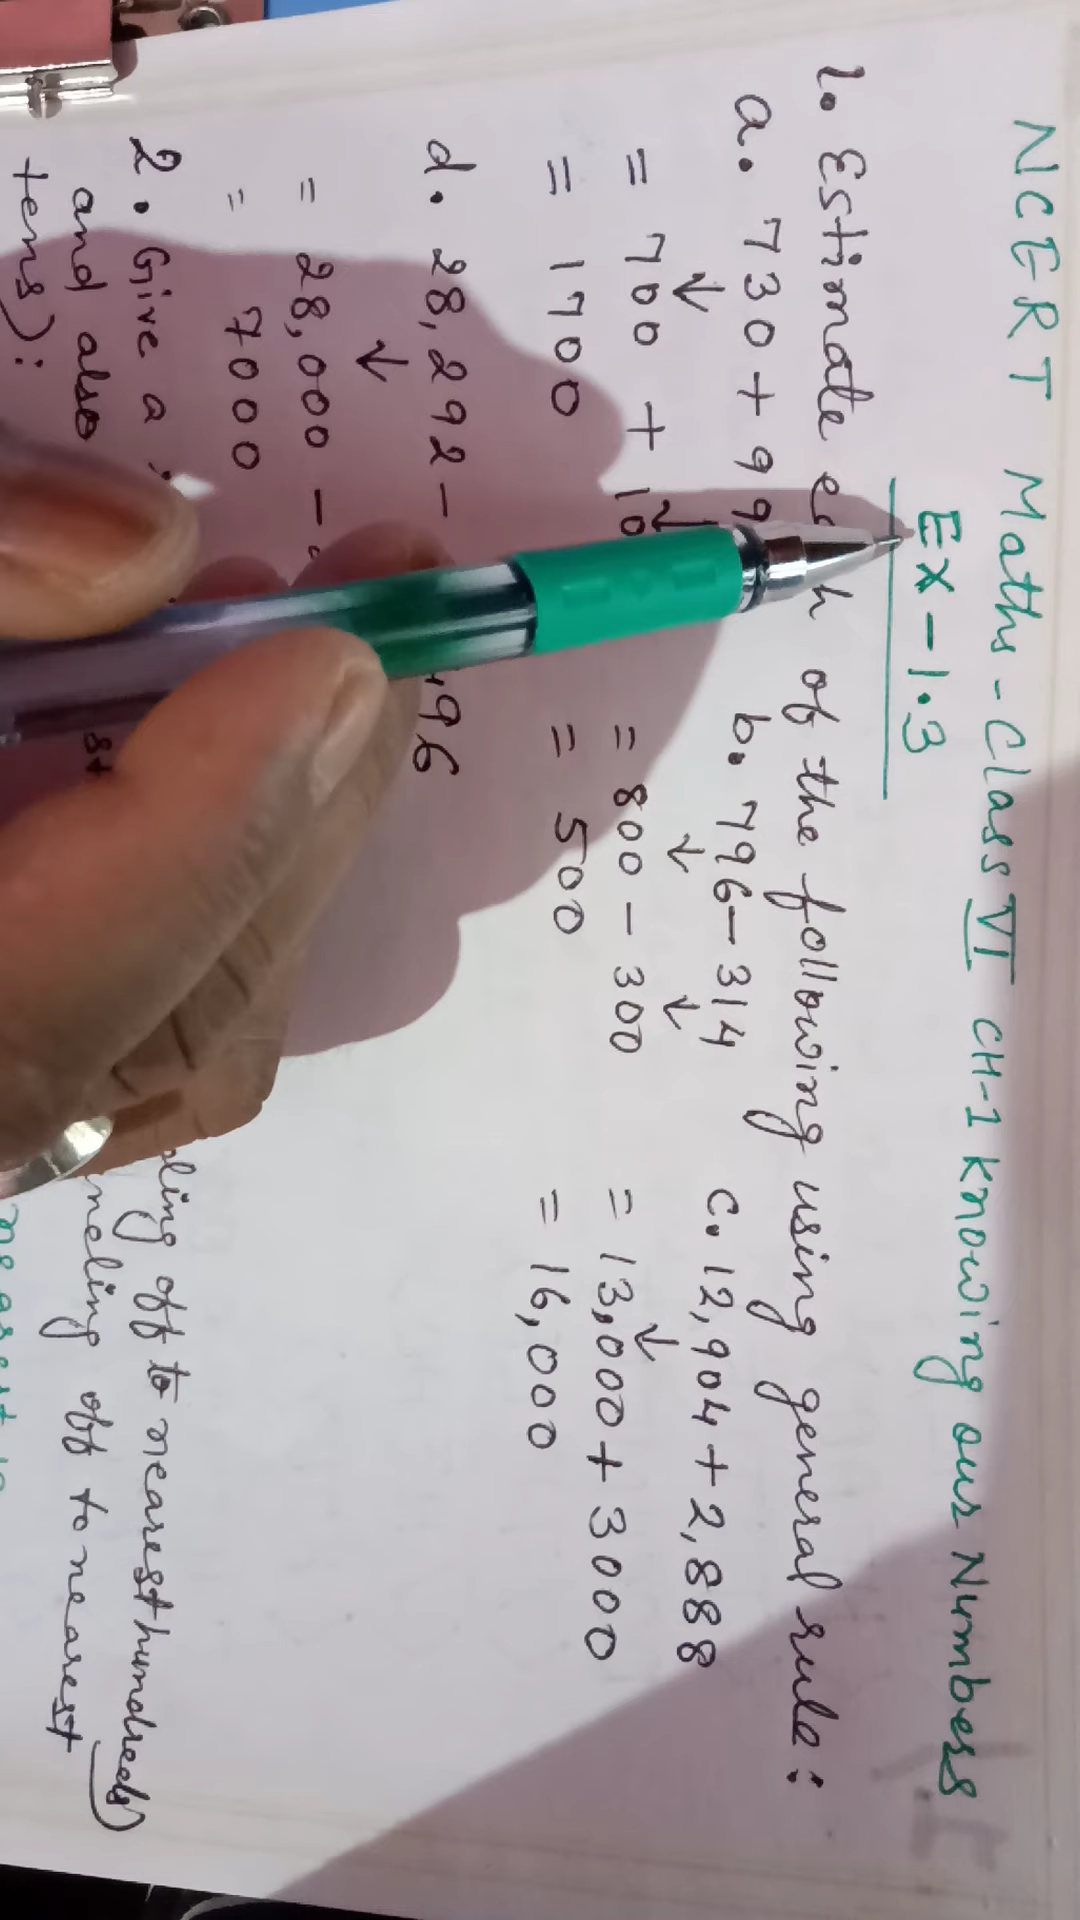 NCERT Maths - Class VI CH-1 Knowing our Numbers
Ex - 1.3
1. Estimate each of the following using general rule:
a. 730 + 99 b. 796 - 314 c. 12,904 + 2,888
= 700 + 10 = 800 - 300 = 13,000 + 3000
= 1700 = 500 = 16,000
d. 28,292 - 96
= 28,000 -
= 7000
2. Give a off to nearest hundreds)
and also off to nearest
tens):